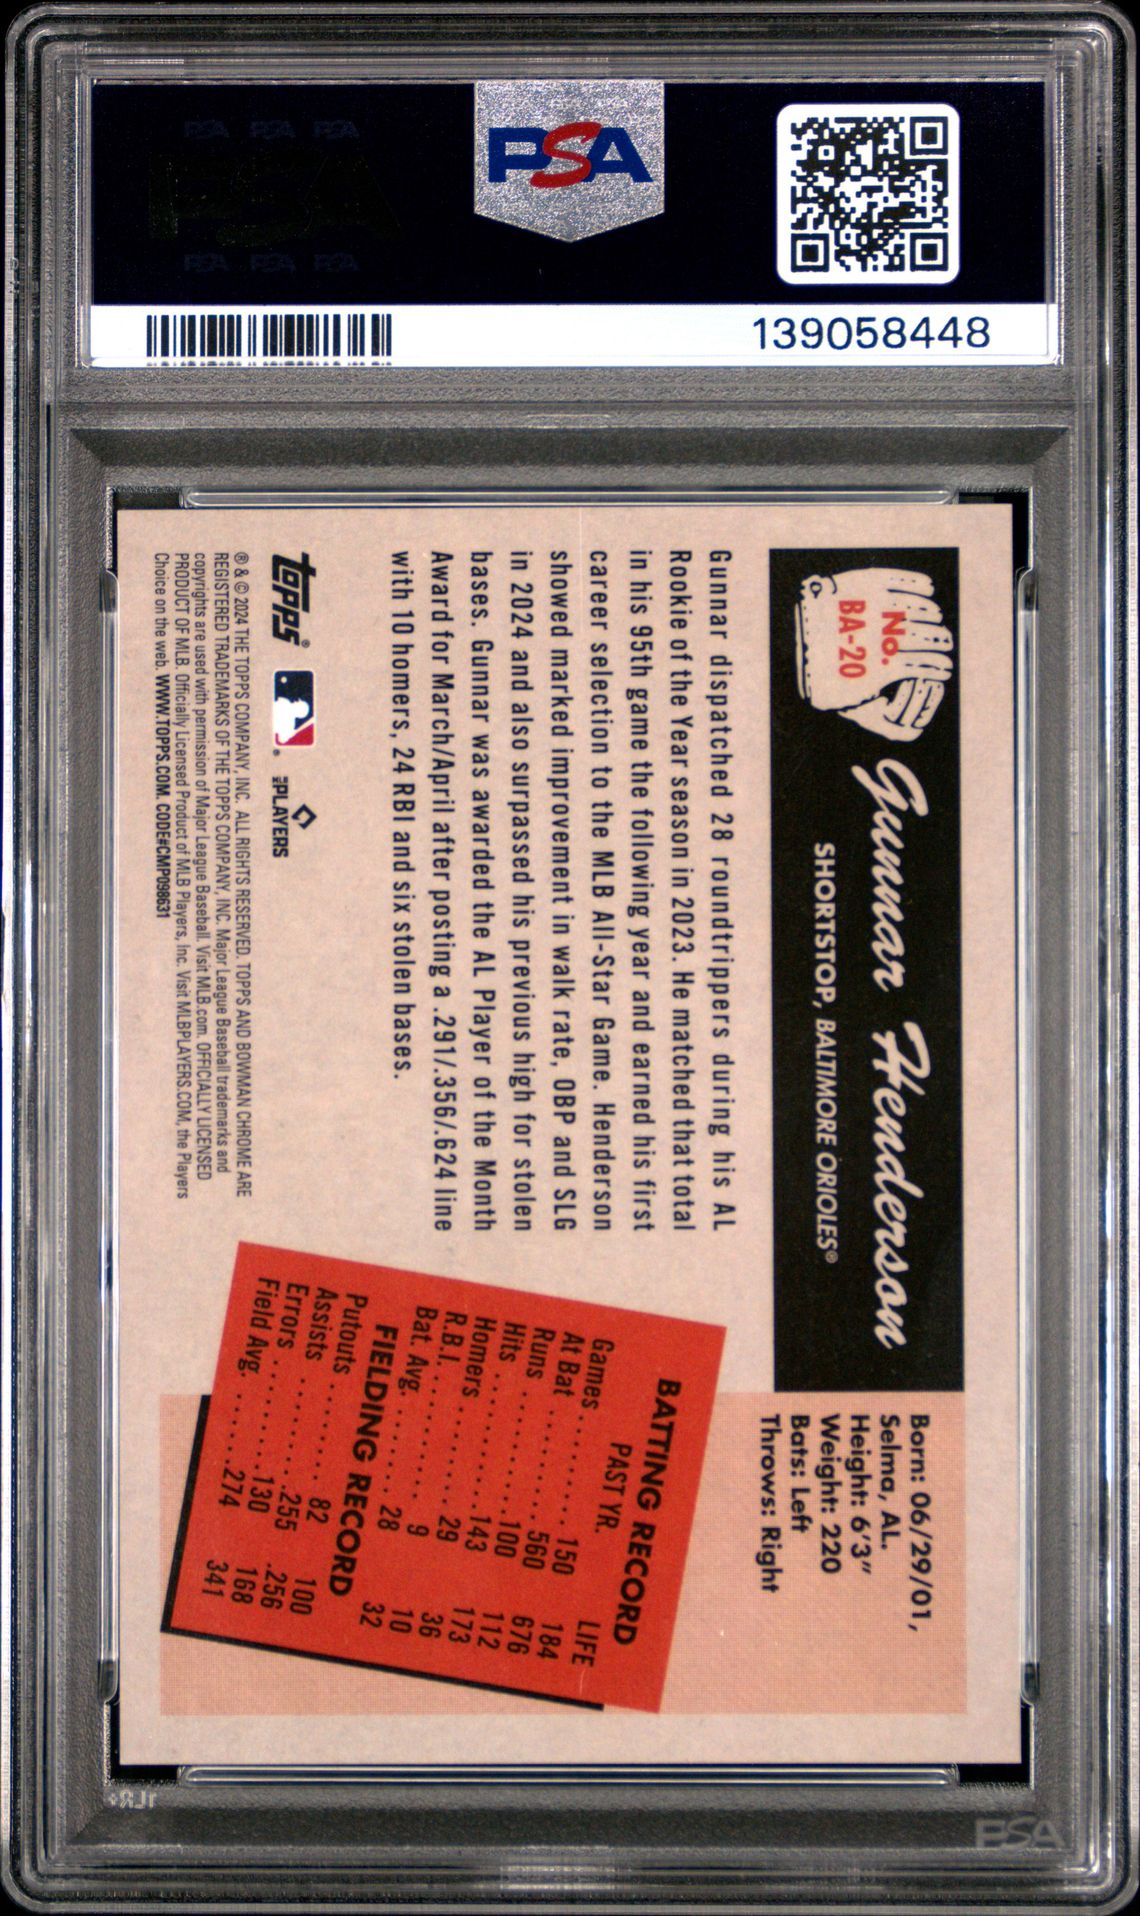 PSA PSA PSA
PSA
PSA PSA PSA
PSA
139058448
No.
BA-20
Gunnar Henderson
SHORTSTOP, BALTIMORE ORIOLES®
Born: 06/29/01,
Selma, AL.
Height: 6'3"
Weight: 220
Bats: Left
Throws: Right
Gunnar dispatched 28 roundtrippers during his AL
Rookie of the Year season in 2023. He matched that total
in his 95th game the following year and earned his first
career selection to the MLB All-Star Game. Henderson
showed marked improvement in walk rate, OBP and SLG
in 2024 and also surpassed his previous high for stolen
bases. Gunnar was awarded the AL Player of the Month
Award for March/April after posting a .291/.356/.624 line
with 10 homers, 24 RBI and six stolen bases.
BATTING RECORD
PAST YR. LIFE
Games . . . . . . . . . . 150 184
At Bat . . . . . . . . . . 560 676
Runs . . . . . . . . . . . 100 112
Hits . . . . . . . . . . . . 143 173
Homers . . . . . . . . . 29 36
R.B.I. . . . . . . . . . . . 9 10
Bat. Avg. . . . . . . . . 28 32
FIELDING RECORD
Putouts . . . . . . . . . 82 100
Assists . . . . . . . . .255 .256
Errors . . . . . . . . . . 130 168
Field Avg. . . . . . . . .274 341
topps®
®
MLB PLAYERS
® & © 2024 THE TOPPS COMPANY, INC. ALL RIGHTS RESERVED. TOPPS AND BOWMAN CHROME ARE
REGISTERED TRADEMARKS OF THE TOPPS COMPANY, INC. Major League Baseball trademarks and
copyrights are used with permission of Major League Baseball. Visit MLB.com. OFFICIALLY LICENSED
PRODUCT OF MLB. Officially Licensed Product of MLB Players, Inc. Visit MLBPLAYERS.COM, the Players
Choice on the web. WWW.TOPPS.COM. CODE#CMP098631
PSA